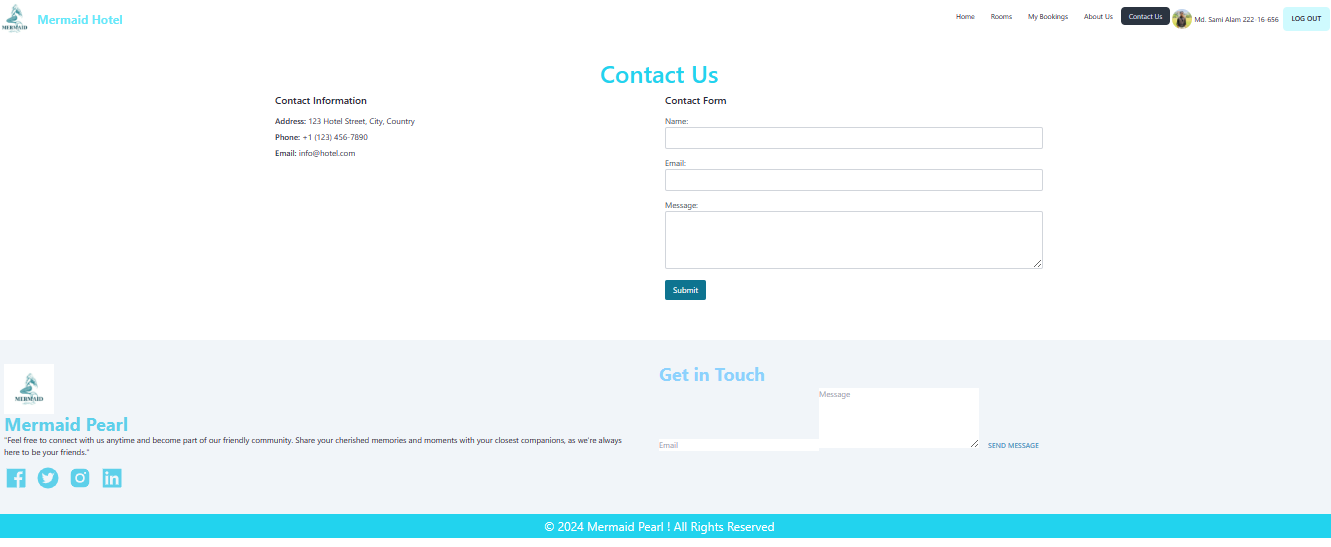 MERMAID
Mermaid Hotel
Home
Rooms
My Bookings
About Us
Contact Us
Md. Sami Alam 222-16-656
LOG OUT
Contact Us
Contact Information
Address: 123 Hotel Street, City, Country
Phone: +1 (123) 456-7890
Email: info@hotel.com
Contact Form
Name:
Email:
Message:
Submit
MERMAID
Mermaid Pearl
"Feel free to connect with us anytime and become part of our friendly community. Share your cherished memories and moments with your closest companions, as we're always
here to be your friends."
Get in Touch
Email
Message
SEND MESSAGE
© 2024 Mermaid Pearl ! All Rights Reserved